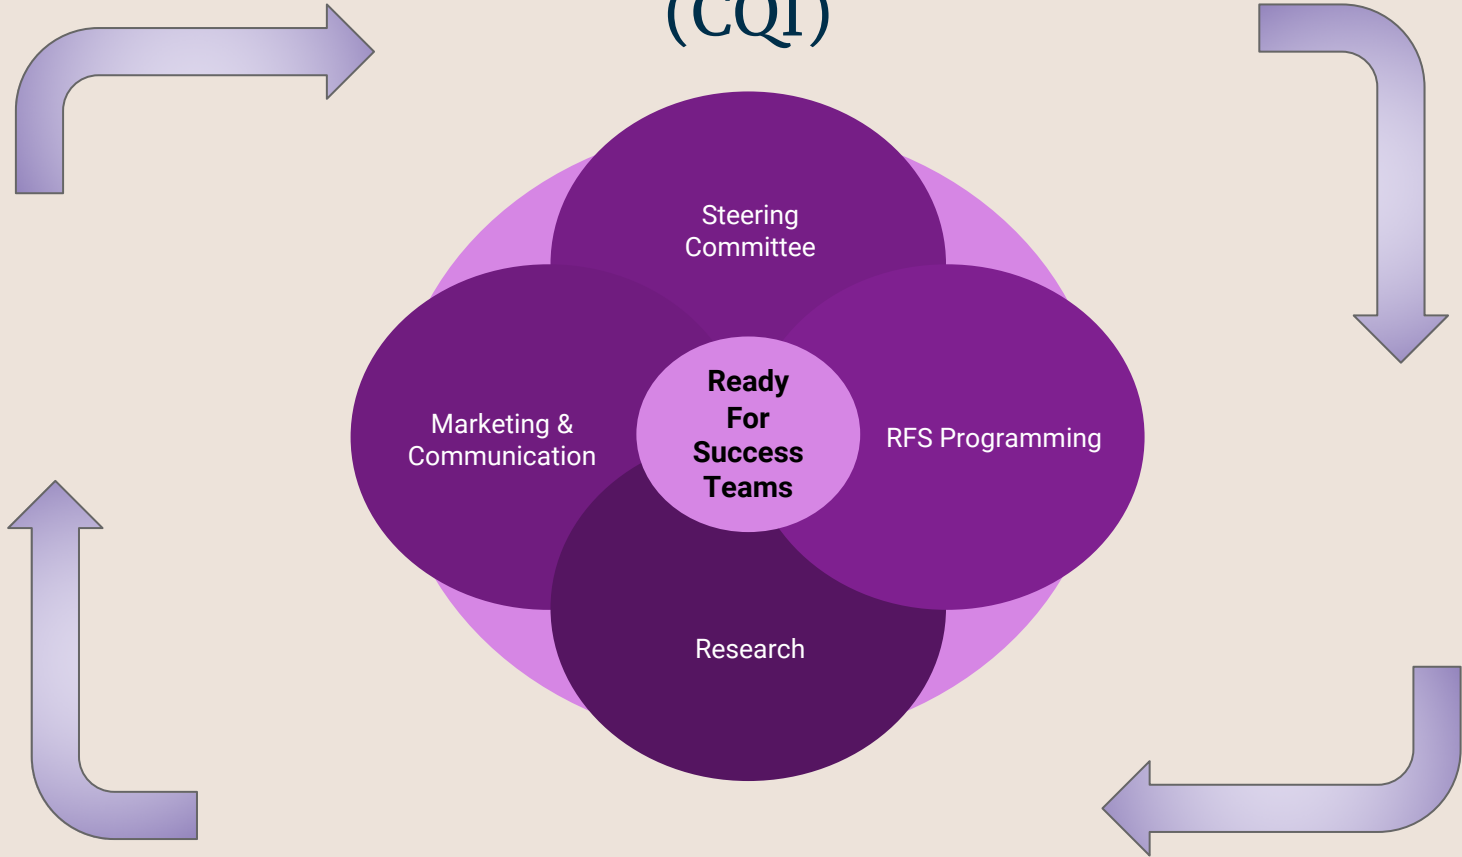 (CQI)
Steering
Committee
Marketing &
Communication
Ready
For
Success
Teams
RFS Programming
Research